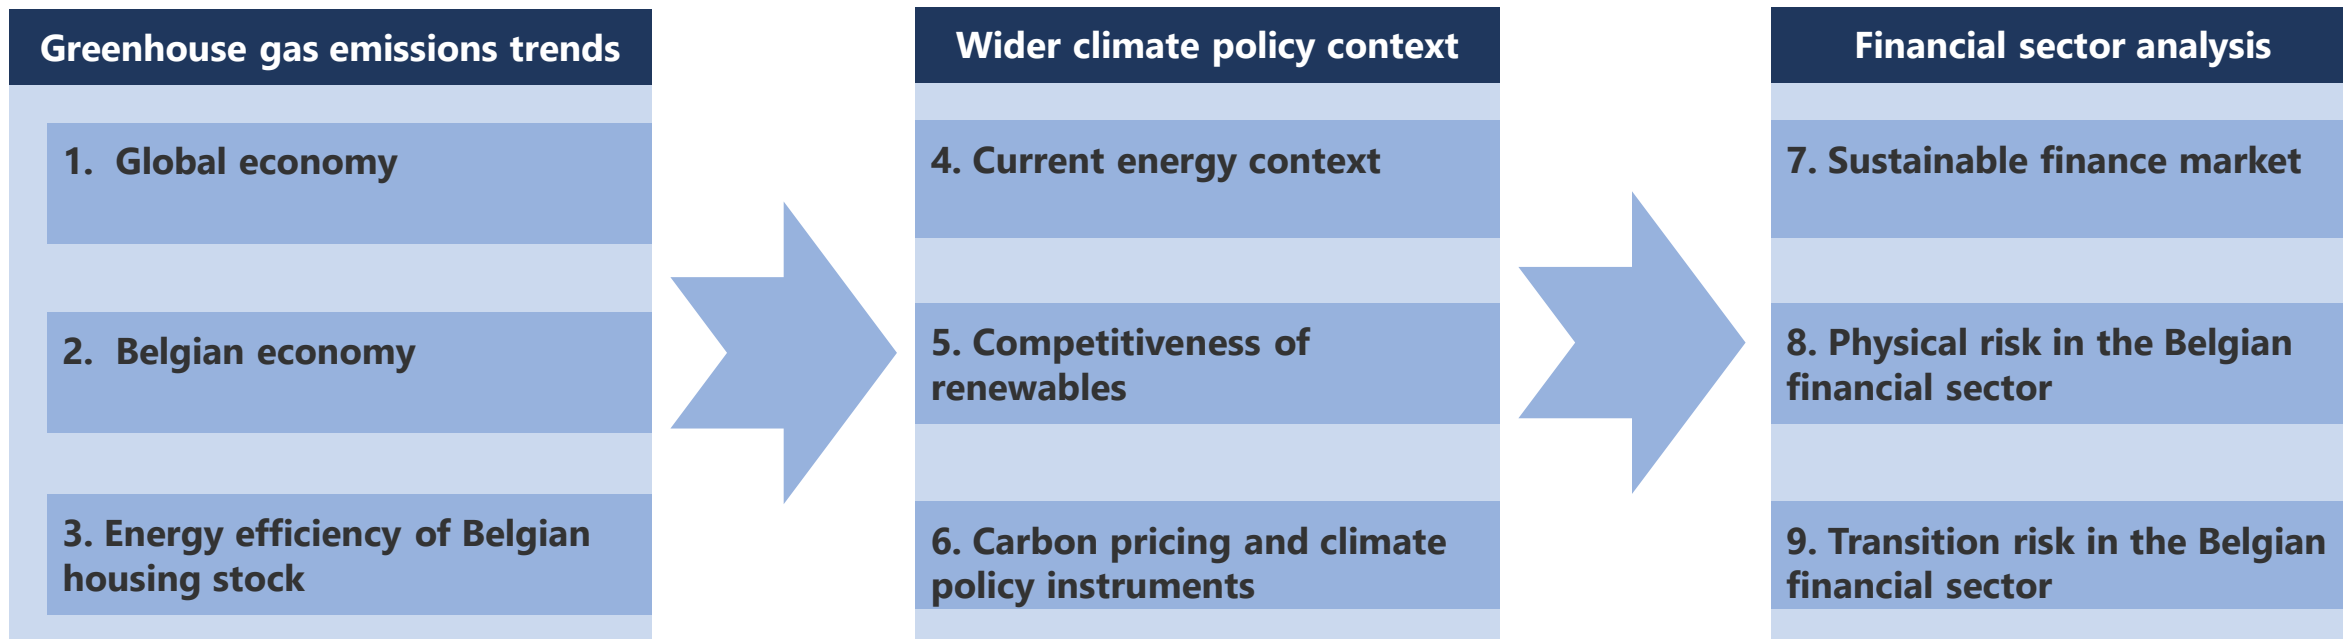 Greenhouse gas emissions trends
1. Global economy
2. Belgian economy
3. Energy efficiency of Belgian
housing stock
Wider climate policy context
4. Current energy context
5. Competitiveness of
renewables
6. Carbon pricing and climate
policy instruments
Financial sector analysis
7. Sustainable finance market
8. Physical risk in the Belgian
financial sector
9. Transition risk in the Belgian
financial sector